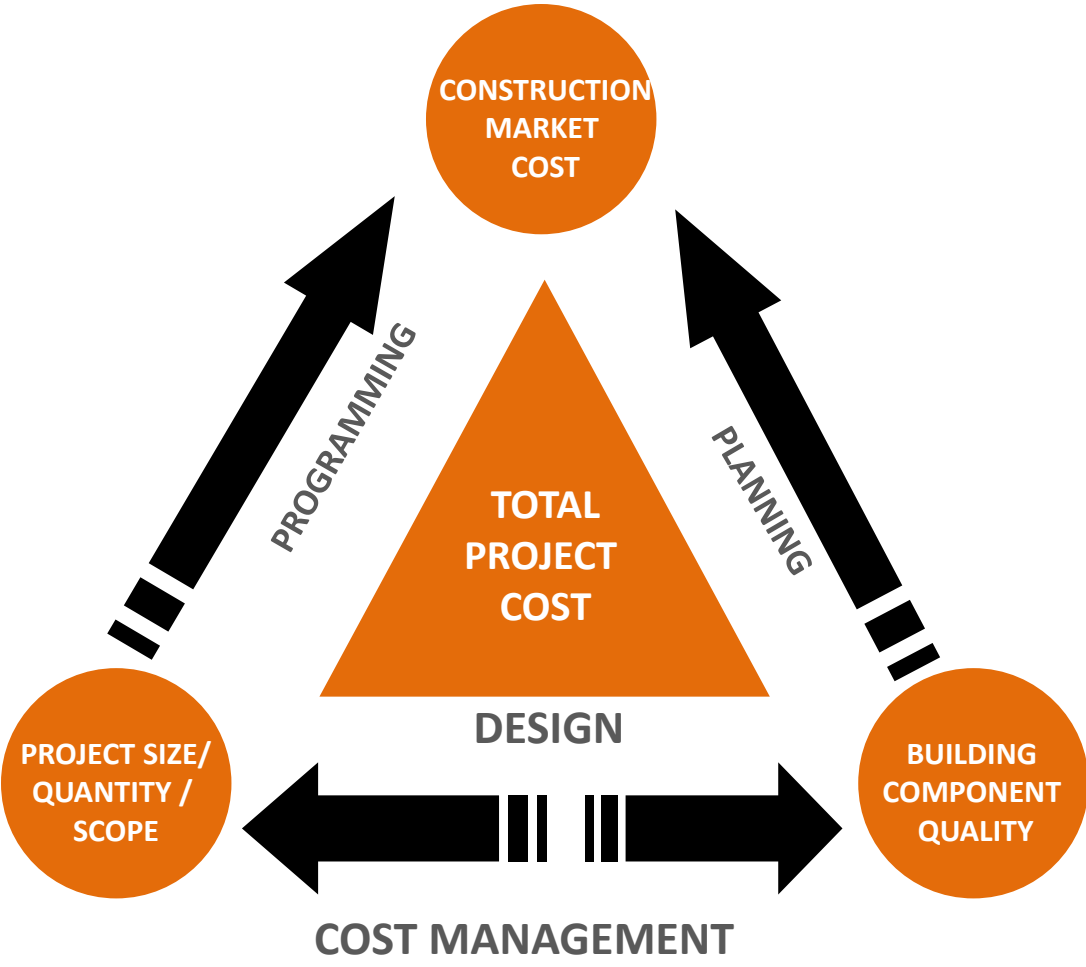 CONSTRUCTION
MARKET
COST
PROGRAMMING
PLANNING
TOTAL
PROJECT
COST
DESIGN
PROJECT SIZE/
QUANTITY /
SCOPE
BUILDING
COMPONENT
QUALITY
COST MANAGEMENT